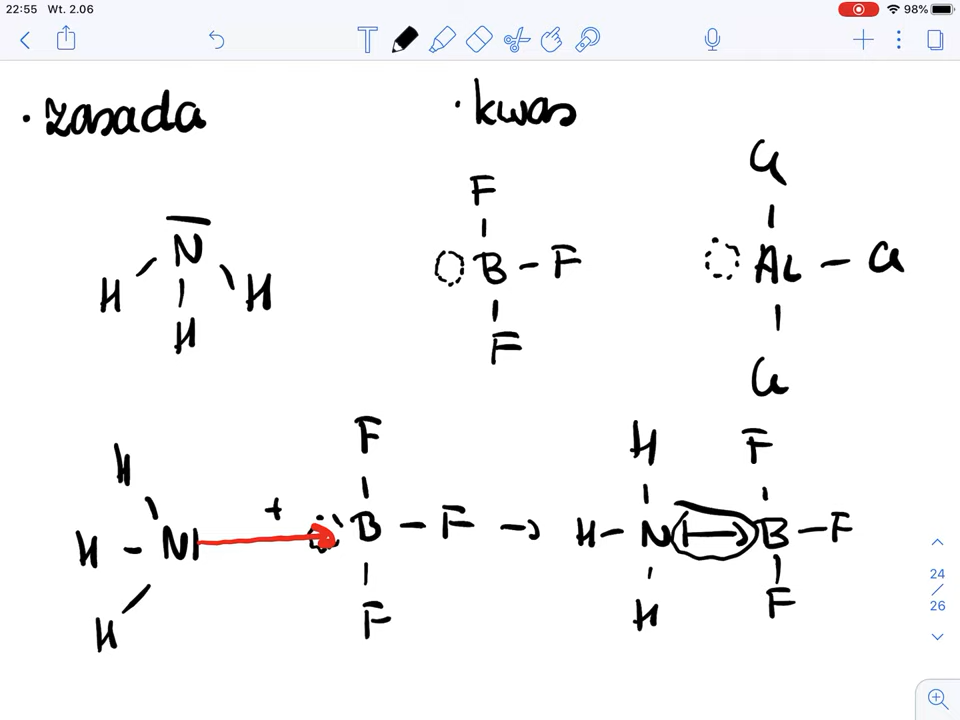 22:55 Wt. 2.06 98%
T
• zasada • kwas
F Cl
N B – F Al – Cl
H H H
F Cl
H F H F
H – N| + B – F → H – N |→ B – F
H F H F
24
/
26